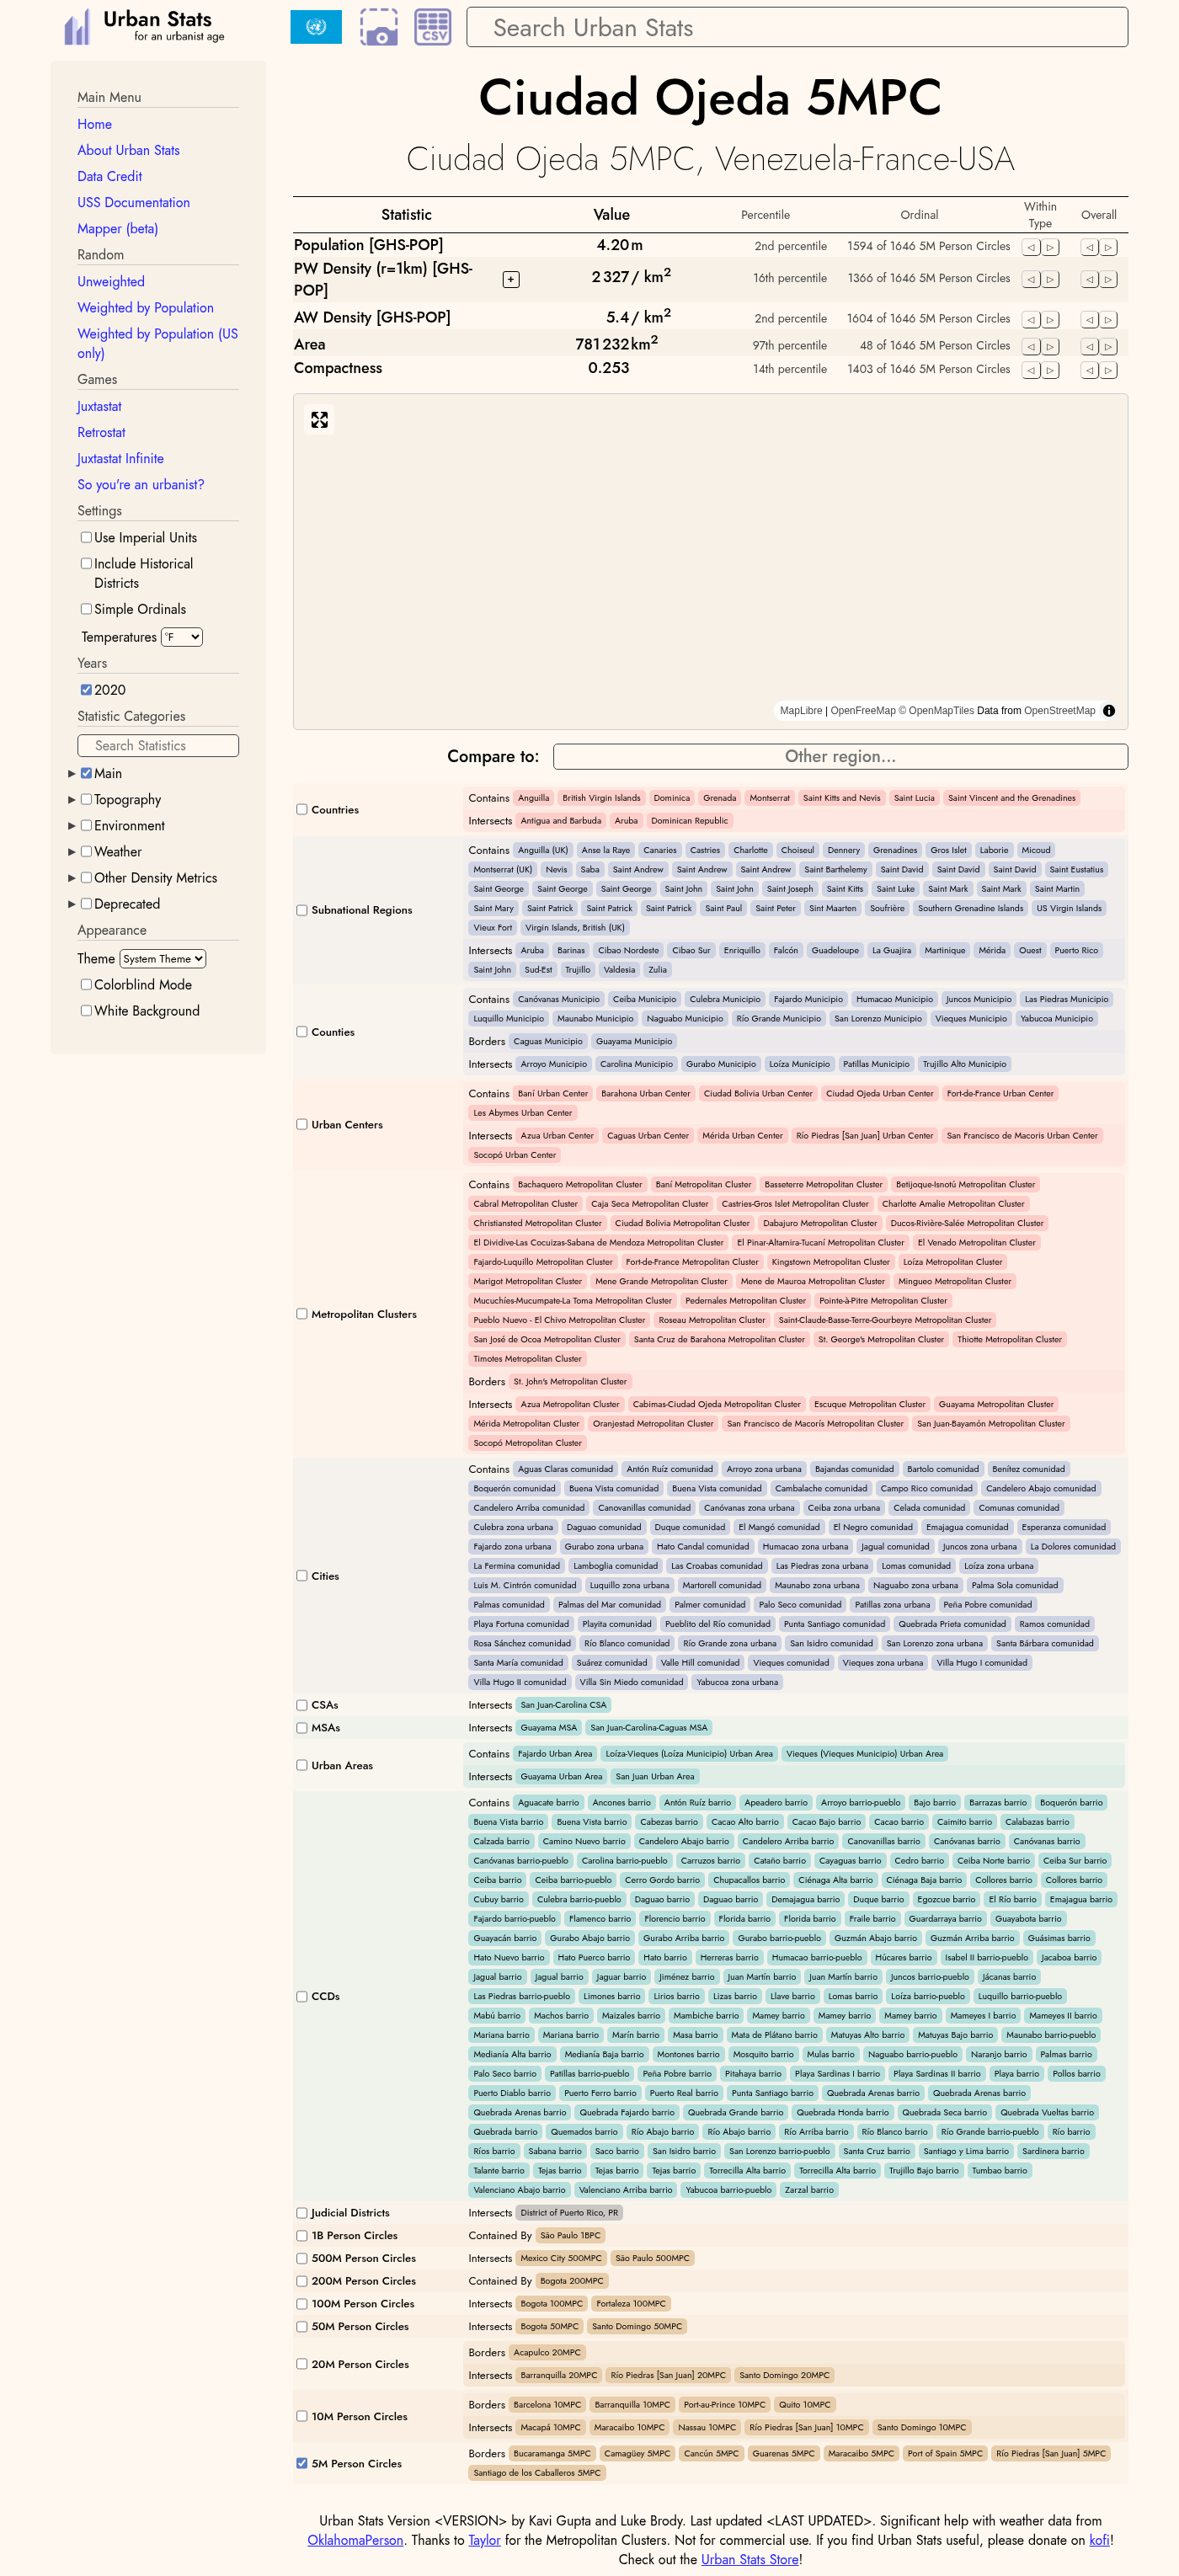 Urban Stats
for an urbanist age
CSV
Search Urban Stats
Main Menu
Home
About Urban Stats
Data Credit
USS Documentation
Mapper (beta)
Random
Unweighted
Weighted by Population
Weighted by Population (US
only)
Games
Juxtastat
Retrostat
Juxtastat Infinite
So you're an urbanist?
Settings
Use Imperial Units
Include Historical
Districts
Simple Ordinals
Temperatures °F
Years
2020
Statistic Categories
Search Statistics
Main
Topography
Environment
Weather
Other Density Metrics
Deprecated
Appearance
Theme System Theme
Colorblind Mode
White Background
Ciudad Ojeda 5MPC
Ciudad Ojeda 5MPC, Venezuela-France-USA
Statistic Value Percentile Ordinal Within Type Overall
Population [GHS-POP] 4.20 m 2nd percentile 1594 of 1646 5M Person Circles
PW Density (r=1km) [GHS-POP] + 2 327 / km2 16th percentile 1366 of 1646 5M Person Circles
AW Density [GHS-POP] 5.4 / km2 2nd percentile 1604 of 1646 5M Person Circles
Area 781 232 km2 97th percentile 48 of 1646 5M Person Circles
Compactness 0.253 14th percentile 1403 of 1646 5M Person Circles
MapLibre | OpenFreeMap © OpenMapTiles Data from OpenStreetMap
Compare to: Other region...
Countries
Contains Anguilla British Virgin Islands Dominica Grenada Montserrat Saint Kitts and Nevis Saint Lucia Saint Vincent and the Grenadines
Intersects Antigua and Barbuda Aruba Dominican Republic
Subnational Regions
Contains Anguilla (UK) Anse la Raye Canaries Castries Charlotte Choiseul Dennery Grenadines Gros Islet Laborie Micoud
Montserrat (UK) Nevis Saba Saint Andrew Saint Andrew Saint Andrew Saint Barthelemy Saint David Saint David Saint David Saint Eustatius
Saint George Saint George Saint George Saint John Saint John Saint Joseph Saint Kitts Saint Luke Saint Mark Saint Mark Saint Martin
Saint Mary Saint Patrick Saint Patrick Saint Patrick Saint Paul Saint Peter Sint Maarten Soufrière Southern Grenadine Islands US Virgin Islands
Vieux Fort Virgin Islands, British (UK)
Intersects Aruba Barinas Cibao Nordeste Cibao Sur Enriquillo Falcón Guadeloupe La Guajira Martinique Mérida Ouest Puerto Rico
Saint John Sud-Est Trujillo Valdesia Zulia
Counties
Contains Canóvanas Municipio Ceiba Municipio Culebra Municipio Fajardo Municipio Humacao Municipio Juncos Municipio Las Piedras Municipio
Luquillo Municipio Maunabo Municipio Naguabo Municipio Río Grande Municipio San Lorenzo Municipio Vieques Municipio Yabucoa Municipio
Borders Caguas Municipio Guayama Municipio
Intersects Arroyo Municipio Carolina Municipio Gurabo Municipio Loíza Municipio Patillas Municipio Trujillo Alto Municipio
Urban Centers
Contains Baní Urban Center Barahona Urban Center Ciudad Bolivia Urban Center Ciudad Ojeda Urban Center Fort-de-France Urban Center
Les Abymes Urban Center
Intersects Azua Urban Center Caguas Urban Center Mérida Urban Center Río Piedras [San Juan] Urban Center San Francisco de Macoris Urban Center
Socopó Urban Center
Metropolitan Clusters
Contains Bachaquero Metropolitan Cluster Baní Metropolitan Cluster Basseterre Metropolitan Cluster Betijoque-Isnotú Metropolitan Cluster
Cabral Metropolitan Cluster Caja Seca Metropolitan Cluster Castries-Gros Islet Metropolitan Cluster Charlotte Amalie Metropolitan Cluster
Christiansted Metropolitan Cluster Ciudad Bolivia Metropolitan Cluster Dabajuro Metropolitan Cluster Ducos-Rivière-Salée Metropolitan Cluster
El Dividive-Las Cocuizas-Sabana de Mendoza Metropolitan Cluster El Pinar-Altamira-Tucaní Metropolitan Cluster El Venado Metropolitan Cluster
Fajardo-Luquillo Metropolitan Cluster Fort-de-France Metropolitan Cluster Kingstown Metropolitan Cluster Loíza Metropolitan Cluster
Marigot Metropolitan Cluster Mene Grande Metropolitan Cluster Mene de Mauroa Metropolitan Cluster Mingueo Metropolitan Cluster
Mucuchíes-Mucumpate-La Toma Metropolitan Cluster Pedernales Metropolitan Cluster Pointe-à-Pitre Metropolitan Cluster
Pueblo Nuevo - El Chivo Metropolitan Cluster Roseau Metropolitan Cluster Saint-Claude-Basse-Terre-Gourbeyre Metropolitan Cluster
San José de Ocoa Metropolitan Cluster Santa Cruz de Barahona Metropolitan Cluster St. George's Metropolitan Cluster Thiotte Metropolitan Cluster
Timotes Metropolitan Cluster
Borders St. John's Metropolitan Cluster
Intersects Azua Metropolitan Cluster Cabimas-Ciudad Ojeda Metropolitan Cluster Escuque Metropolitan Cluster Guayama Metropolitan Cluster
Mérida Metropolitan Cluster Oranjestad Metropolitan Cluster San Francisco de Macorís Metropolitan Cluster San Juan-Bayamón Metropolitan Cluster
Socopó Metropolitan Cluster
Cities
Contains Aguas Claras comunidad Antón Ruíz comunidad Arroyo zona urbana Bajandas comunidad Bartolo comunidad Benítez comunidad
Boquerón comunidad Buena Vista comunidad Buena Vista comunidad Cambalache comunidad Campo Rico comunidad Candelero Abajo comunidad
Candelero Arriba comunidad Canovanillas comunidad Canóvanas zona urbana Ceiba zona urbana Celada comunidad Comunas comunidad
Culebra zona urbana Daguao comunidad Duque comunidad El Mangó comunidad El Negro comunidad Emajagua comunidad Esperanza comunidad
Fajardo zona urbana Gurabo zona urbana Hato Candal comunidad Humacao zona urbana Jagual comunidad Juncos zona urbana La Dolores comunidad
La Fermina comunidad Lamboglia comunidad Las Croabas comunidad Las Piedras zona urbana Lomas comunidad Loíza zona urbana
Luis M. Cintrón comunidad Luquillo zona urbana Martorell comunidad Maunabo zona urbana Naguabo zona urbana Palma Sola comunidad
Palmas comunidad Palmas del Mar comunidad Palmer comunidad Palo Seco comunidad Patillas zona urbana Peña Pobre comunidad
Playa Fortuna comunidad Playita comunidad Pueblito del Río comunidad Punta Santiago comunidad Quebrada Prieta comunidad Ramos comunidad
Rosa Sánchez comunidad Río Blanco comunidad Río Grande zona urbana San Isidro comunidad San Lorenzo zona urbana Santa Bárbara comunidad
Santa María comunidad Suárez comunidad Valle Hill comunidad Vieques comunidad Vieques zona urbana Villa Hugo I comunidad
Villa Hugo II comunidad Villa Sin Miedo comunidad Yabucoa zona urbana
CSAs Intersects San Juan-Carolina CSA
MSAs Intersects Guayama MSA San Juan-Carolina-Caguas MSA
Urban Areas
Contains Fajardo Urban Area Loíza-Vieques (Loíza Municipio) Urban Area Vieques (Vieques Municipio) Urban Area
Intersects Guayama Urban Area San Juan Urban Area
CCDs
Contains Aguacate barrio Ancones barrio Antón Ruíz barrio Apeadero barrio Arroyo barrio-pueblo Bajo barrio Barrazas barrio Boquerón barrio
Buena Vista barrio Buena Vista barrio Cabezas barrio Cacao Alto barrio Cacao Bajo barrio Cacao barrio Caimito barrio Calabazas barrio
Calzada barrio Camino Nuevo barrio Candelero Abajo barrio Candelero Arriba barrio Canovanillas barrio Canóvanas barrio Canóvanas barrio
Canóvanas barrio-pueblo Carolina barrio-pueblo Carruzos barrio Cataño barrio Cayaguas barrio Cedro barrio Ceiba Norte barrio Ceiba Sur barrio
Ceiba barrio Ceiba barrio-pueblo Cerro Gordo barrio Chupacallos barrio Ciénaga Alta barrio Ciénaga Baja barrio Collores barrio Collores barrio
Cubuy barrio Culebra barrio-pueblo Daguao barrio Daguao barrio Demajagua barrio Duque barrio Egozcue barrio El Río barrio Emajagua barrio
Fajardo barrio-pueblo Flamenco barrio Florencio barrio Florida barrio Florida barrio Fraile barrio Guardarraya barrio Guayabota barrio
Guayacán barrio Gurabo Abajo barrio Gurabo Arriba barrio Gurabo barrio-pueblo Guzmán Abajo barrio Guzmán Arriba barrio Guásimas barrio
Hato Nuevo barrio Hato Puerco barrio Hato barrio Herreras barrio Humacao barrio-pueblo Húcares barrio Isabel II barrio-pueblo Jacaboa barrio
Jagual barrio Jagual barrio Jaguar barrio Jiménez barrio Juan Martín barrio Juan Martín barrio Juncos barrio-pueblo Jácanas barrio
Las Piedras barrio-pueblo Limones barrio Lirios barrio Lizas barrio Llave barrio Lomas barrio Loíza barrio-pueblo Luquillo barrio-pueblo
Mabú barrio Machos barrio Maizales barrio Mambiche barrio Mamey barrio Mamey barrio Mamey barrio Mameyes I barrio Mameyes II barrio
Mariana barrio Mariana barrio Marín barrio Masa barrio Mata de Plátano barrio Matuyas Alto barrio Matuyas Bajo barrio Maunabo barrio-pueblo
Medianía Alta barrio Medianía Baja barrio Montones barrio Mosquito barrio Mulas barrio Naguabo barrio-pueblo Naranjo barrio Palmas barrio
Palo Seco barrio Patillas barrio-pueblo Peña Pobre barrio Pitahaya barrio Playa Sardinas I barrio Playa Sardinas II barrio Playa barrio Pollos barrio
Puerto Diablo barrio Puerto Ferro barrio Puerto Real barrio Punta Santiago barrio Quebrada Arenas barrio Quebrada Arenas barrio
Quebrada Arenas barrio Quebrada Fajardo barrio Quebrada Grande barrio Quebrada Honda barrio Quebrada Seca barrio Quebrada Vueltas barrio
Quebrada barrio Quemados barrio Río Abajo barrio Río Abajo barrio Río Arriba barrio Río Blanco barrio Río Grande barrio-pueblo Río barrio
Ríos barrio Sabana barrio Saco barrio San Isidro barrio San Lorenzo barrio-pueblo Santa Cruz barrio Santiago y Lima barrio Sardinera barrio
Talante barrio Tejas barrio Tejas barrio Tejas barrio Torrecilla Alta barrio Torrecilla Alta barrio Trujillo Bajo barrio Tumbao barrio
Valenciano Abajo barrio Valenciano Arriba barrio Yabucoa barrio-pueblo Zarzal barrio
Judicial Districts Intersects District of Puerto Rico, PR
1B Person Circles Contained By São Paulo 1BPC
500M Person Circles Intersects Mexico City 500MPC São Paulo 500MPC
200M Person Circles Contained By Bogota 200MPC
100M Person Circles Intersects Bogota 100MPC Fortaleza 100MPC
50M Person Circles Intersects Bogota 50MPC Santo Domingo 50MPC
20M Person Circles
Borders Acapulco 20MPC
Intersects Barranquilla 20MPC Río Piedras [San Juan] 20MPC Santo Domingo 20MPC
10M Person Circles
Borders Barcelona 10MPC Barranquilla 10MPC Port-au-Prince 10MPC Quito 10MPC
Intersects Macapá 10MPC Maracaibo 10MPC Nassau 10MPC Río Piedras [San Juan] 10MPC Santo Domingo 10MPC
5M Person Circles
Borders Bucaramanga 5MPC Camagüey 5MPC Cancún 5MPC Guarenas 5MPC Maracaibo 5MPC Port of Spain 5MPC Río Piedras [San Juan] 5MPC
Santiago de los Caballeros 5MPC
Urban Stats Version <VERSION> by Kavi Gupta and Luke Brody. Last updated <LAST UPDATED>. Significant help with weather data from
OklahomaPerson. Thanks to Taylor for the Metropolitan Clusters. Not for commercial use. If you find Urban Stats useful, please donate on kofi!
Check out the Urban Stats Store!